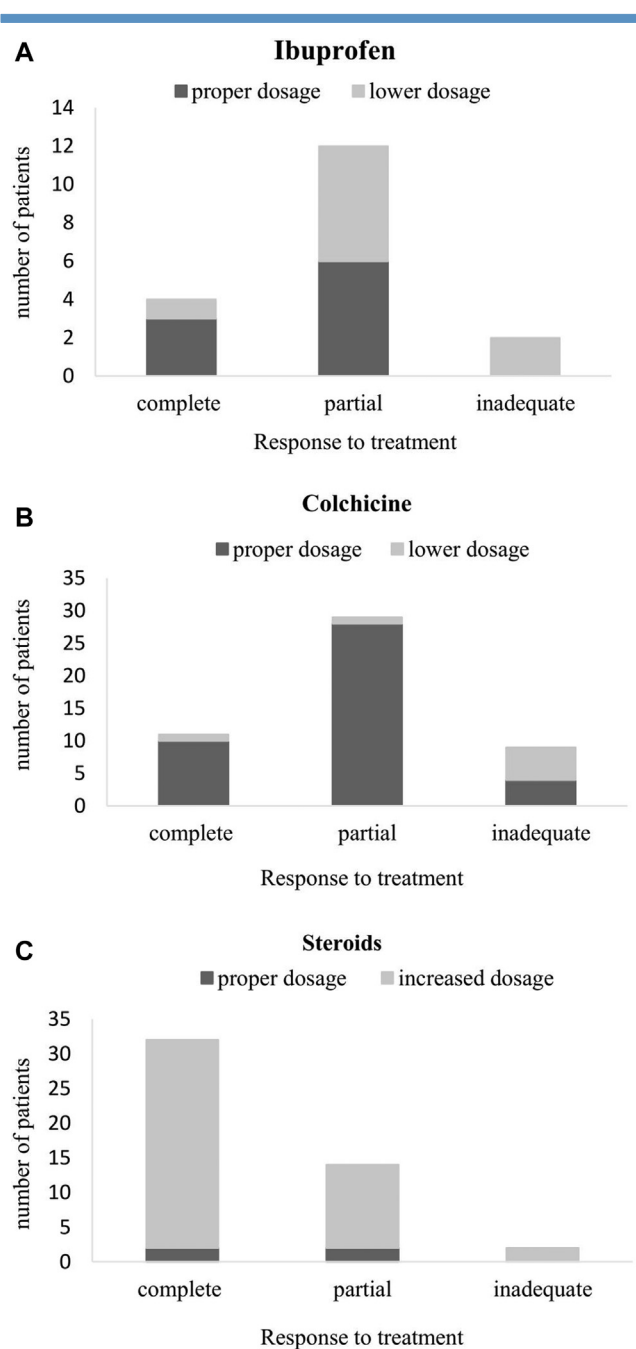 A
Ibuprofen
proper dosage lower dosage
number of patients
14
12
10
8
6
4
2
0
complete partial inadequate
Response to treatment
B
Colchicine
proper dosage lower dosage
number of patients
35
30
25
20
15
10
5
0
complete partial inadequate
Response to treatment
C
Steroids
proper dosage increased dosage
number of patients
35
30
25
20
15
10
5
0
complete partial inadequate
Response to treatment